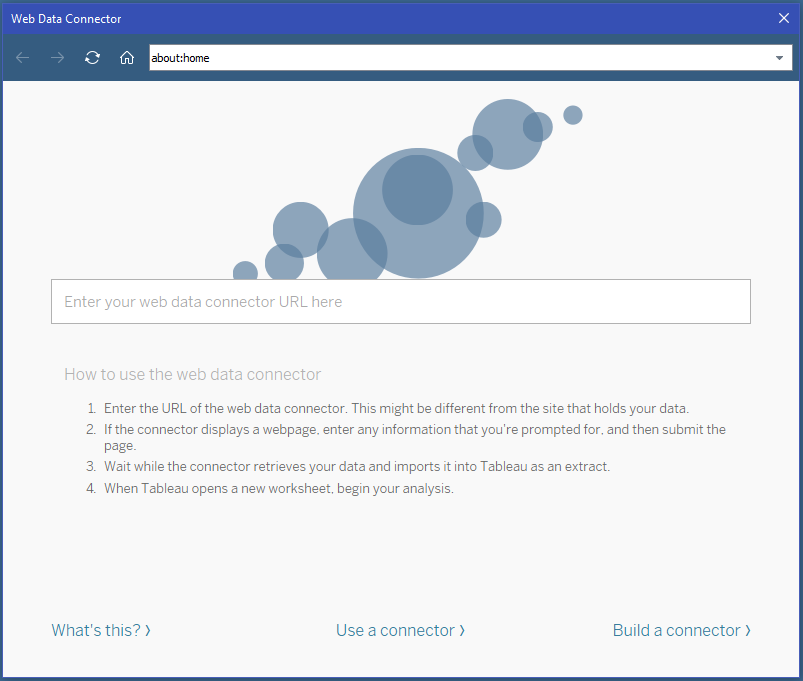 Web Data Connector
about:home
Enter your web data connector URL here
How to use the web data connector
1. Enter the URL of the web data connector. This might be different from the site that holds your data.
2. If the connector displays a webpage, enter any information that you're prompted for, and then submit the
page.
3. Wait while the connector retrieves your data and imports it into Tableau as an extract.
4. When Tableau opens a new worksheet, begin your analysis.
What's this? › Use a connector › Build a connector ›